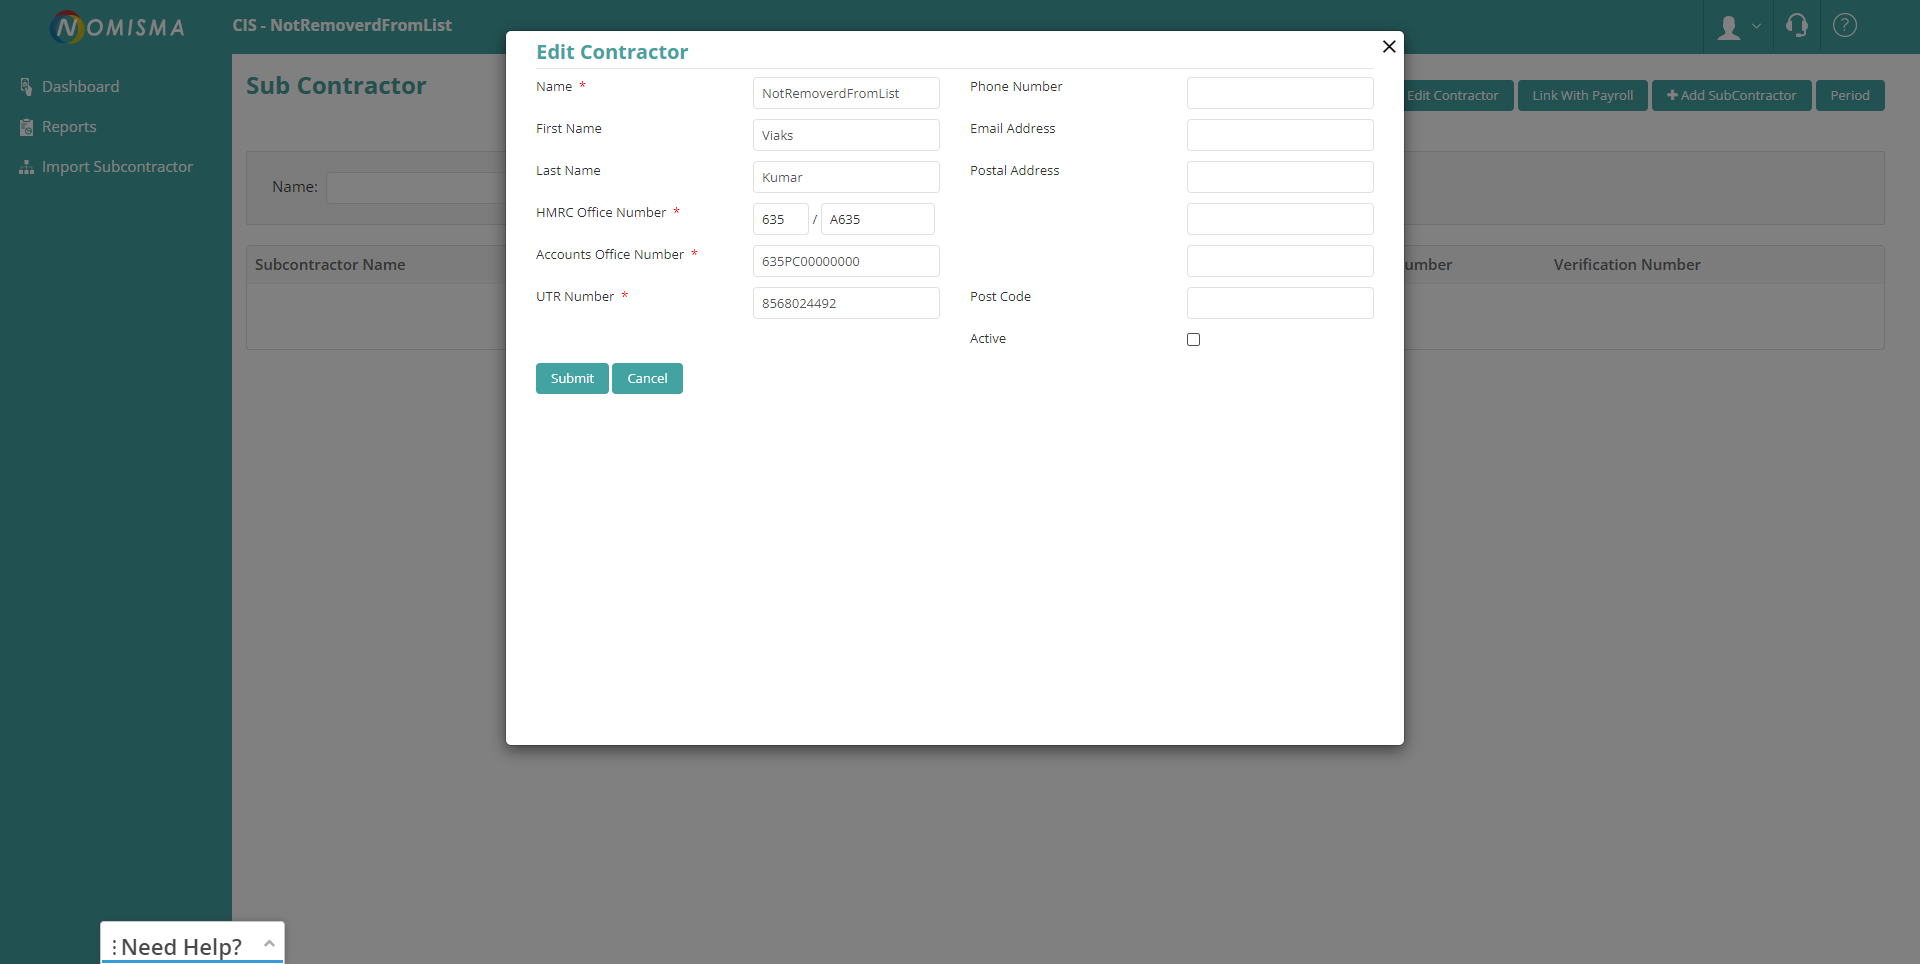 NOMISMA
CIS - NotRemoverdFromList
Dashboard
Reports
Import Subcontractor
Sub Contractor
Edit Contractor
Link With Payroll
Add SubContractor
Period
Name:
Subcontractor Name
umber
Verification Number
Edit Contractor
Name *
NotRemoverdFromList
Phone Number
First Name
Viaks
Email Address
Last Name
Kumar
Postal Address
HMRC Office Number *
635 / A635
Accounts Office Number *
635PC00000000
UTR Number *
8568024492
Post Code
Active
Submit
Cancel
Need Help?